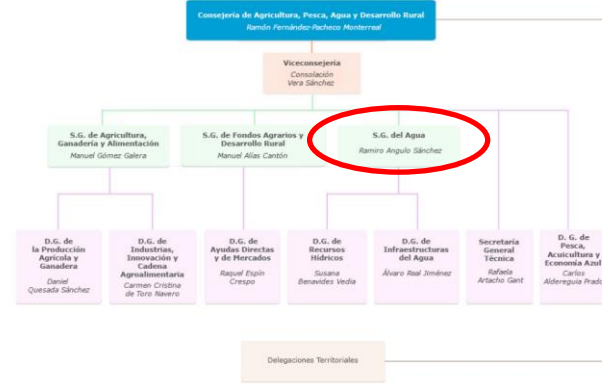 Consejería de Agricultura, Pesca, Agua y Desarrollo Rural
Ramón Fernández-Pacheco Monterreal
Viceconsejería
Consolación
Vera Sánchez
S.G. de Agricultura,
Ganadería y Alimentación
Manuel Gómez Galera
S.G. de Fondos Agrarios y
Desarrollo Rural
Manuel Alías Cantón
S.G. del Agua
Ramiro Angulo Sánchez
D.G. de
la Producción
Agrícola y
Ganadera
Daniel
Quesada Sánchez
D.G. de
Industrias,
Innovación y
Cadena
Agroalimentaria
Carmen Cristina
de Toro Navero
D.G. de
Ayudas Directas
y de Mercados
Raquel Espín
Crespo
D.G. de
Recursos
Hídricos
Susana
Benavides Vedia
D.G. de
Infraestructuras
del Agua
Álvaro Real Jiménez
Secretaría
General
Técnica
Rafaela
Artacho Gant
D. G. de
Pesca,
Acuicultura y
Economía Azul
Carlos
Aldereguia Prado
Delegaciones Territoriales